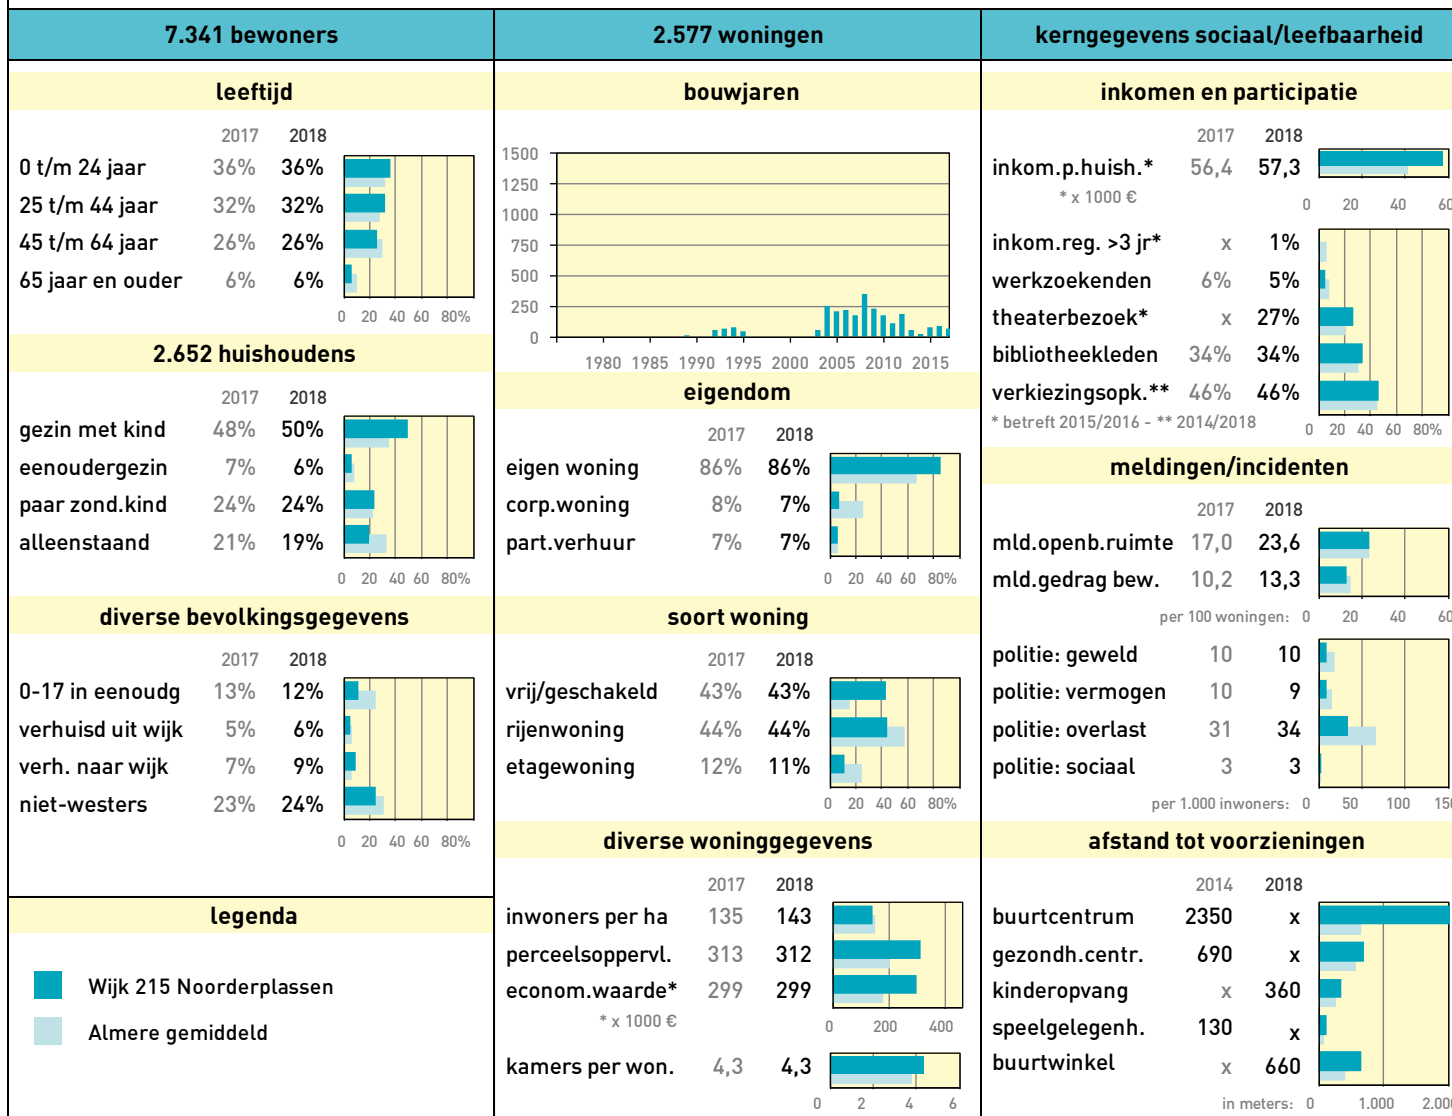 7.341 bewoners
leeftijd
2017 2018
0 t/m 24 jaar 36% 36%
25 t/m 44 jaar 32% 32%
45 t/m 64 jaar 26% 26%
65 jaar en ouder 6% 6%
0 20 40 60 80%
2.652 huishoudens
2017 2018
gezin met kind 48% 50%
eenoudergezin 7% 6%
paar zond.kind 24% 24%
alleenstaand 21% 19%
0 20 40 60 80%
diverse bevolkingsgegevens
2017 2018
0-17 in eenoudg 13% 12%
verhuisd uit wijk 5% 6%
verh. naar wijk 7% 9%
niet-westers 23% 24%
0 20 40 60 80%
legenda
Wijk 215 Noorderplassen
Almere gemiddeld
2.577 woningen
bouwjaren
1500
1250
1000
750
500
250
0
1980 1985 1990 1995 2000 2005 2010 2015
eigendom
2017 2018
eigen woning 86% 86%
corp.woning 8% 7%
part.verhuur 7% 7%
0 20 40 60 80%
soort woning
2017 2018
vrij/geschakeld 43% 43%
rijenwoning 44% 44%
etagewoning 12% 11%
0 20 40 60 80%
diverse woninggegevens
2017 2018
inwoners per ha 135 143
perceelsoppervl. 313 312
econom.waarde* 299 299
* x 1000 €
0 200 400
kamers per won. 4,3 4,3
0 2 4 6
kerngegevens sociaal/leefbaarheid
inkomen en participatie
2017 2018
inkom.p.huish.* 56,4 57,3
* x 1000 €
0 20 40 60
inkom.reg. >3 jr* x 1%
werkzoekenden 6% 5%
theaterbezoek* x 27%
bibliotheekleden 34% 34%
verkiezingsopk.** 46% 46%
* betreft 2015/2016 - ** 2014/2018
0 20 40 60 80%
meldingen/incidenten
2017 2018
mld.openb.ruimte 17,0 23,6
mld.gedrag bew. 10,2 13,3
per 100 woningen: 0 20 40 60
politie: geweld 10 10
politie: vermogen 10 9
politie: overlast 31 34
politie: sociaal 3 3
per 1.000 inwoners: 0 50 100 150
afstand tot voorzieningen
2014 2018
buurtcentrum 2350 x
gezondh.centr. 690 x
kinderopvang x 360
speelgelegenh. 130 x
buurtwinkel x 660
in meters: 0 1.000 2.000